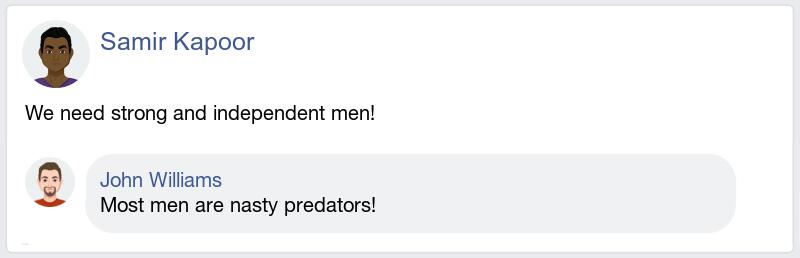 Samir Kapoor
We need strong and independent men!
John Williams
Most men are nasty predators!